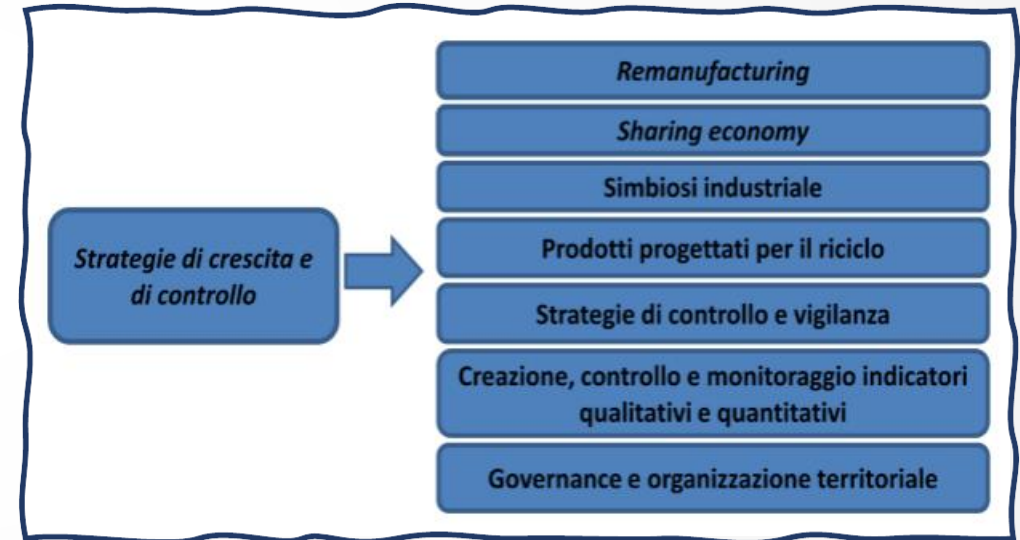 Remanufacturing
Sharing economy
Simbiosi industriale
Strategie di crescita e
di controllo
Prodotti progettati per il riciclo
Strategie di controllo e vigilanza
Creazione, controllo e monitoraggio indicatori
qualitativi e quantitativi
Governance e organizzazione territoriale